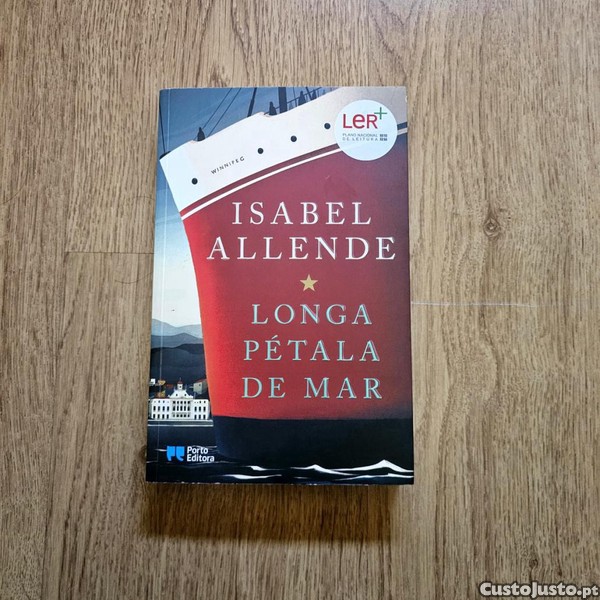 LeR+
PLANO NACIONAL
DE LEITURA
WINNIPEG
ISABEL
ALLENDE
LONGA
PÉTALA
DE MAR
Porto
Editora
CustoJusto.pt